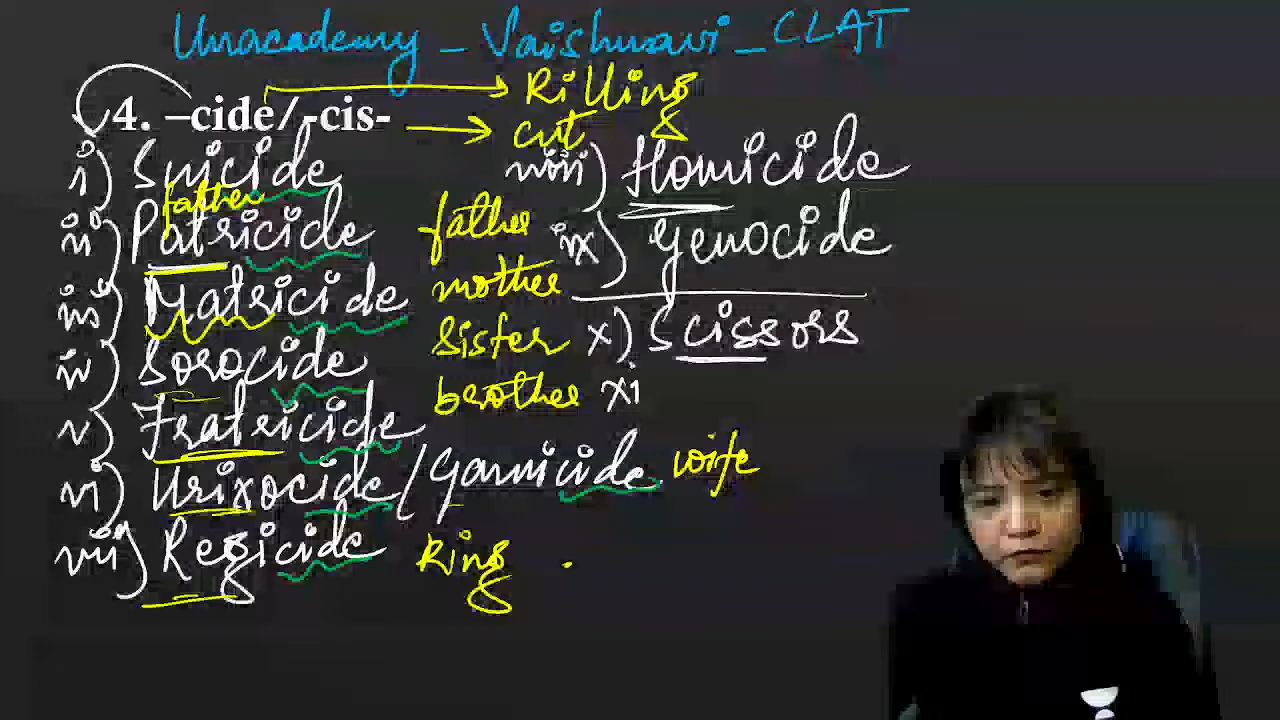 Unacademy - Vaishnavi - CLAT
4. –cide/ -cis-
Killing
cut
i) Suicide
father
ii) Patricide father
iii) Matricide mother
iv) Sorocide sister
v) Fratricide brother
vi) Urixocide / Gamicide wife
vii) Regicide King
viii) Homicide
ix) Genocide
x) Scissors
xi